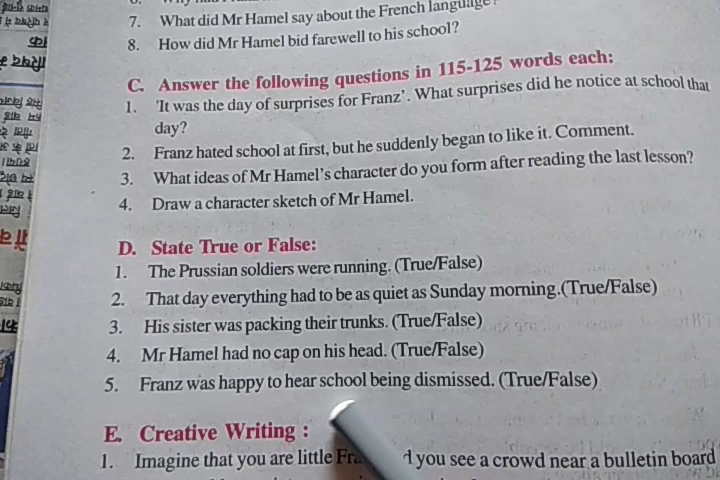 7. What did Mr Hamel say about the French language?
8. How did Mr Hamel bid farewell to his school?
C. Answer the following questions in 115-125 words each:
1. 'It was the day of surprises for Franz'. What surprises did he notice at school that
day?
2. Franz hated school at first, but he suddenly began to like it. Comment.
3. What ideas of Mr Hamel's character do you form after reading the last lesson?
4. Draw a character sketch of Mr Hamel.
D. State True or False:
1. The Prussian soldiers were running. (True/False)
2. That day everything had to be as quiet as Sunday morning.(True/False)
3. His sister was packing their trunks. (True/False)
4. Mr Hamel had no cap on his head. (True/False)
5. Franz was happy to hear school being dismissed. (True/False)
E. Creative Writing :
1. Imagine that you are little you see a crowd near a bulletin board